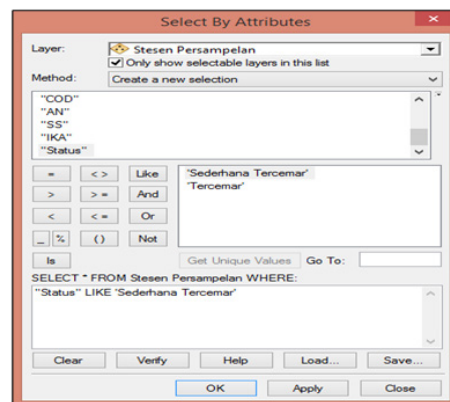 Select By Attributes
Layer: Stesen Persampelan
Only show selectable layers in this list
Method: Create a new selection
"COD"
"AN"
"SS"
"IKA"
"Status"
= < > Like
> > = And
< < = Or
_ % () Not
Is
'Sederhana Tercemar'
'Tercemar'
Get Unique Values Go To:
SELECT * FROM Stesen Persampelan WHERE:
"Status" LIKE 'Sederhana Tercemar'
Clear Verify Help Load... Save...
OK Apply Close